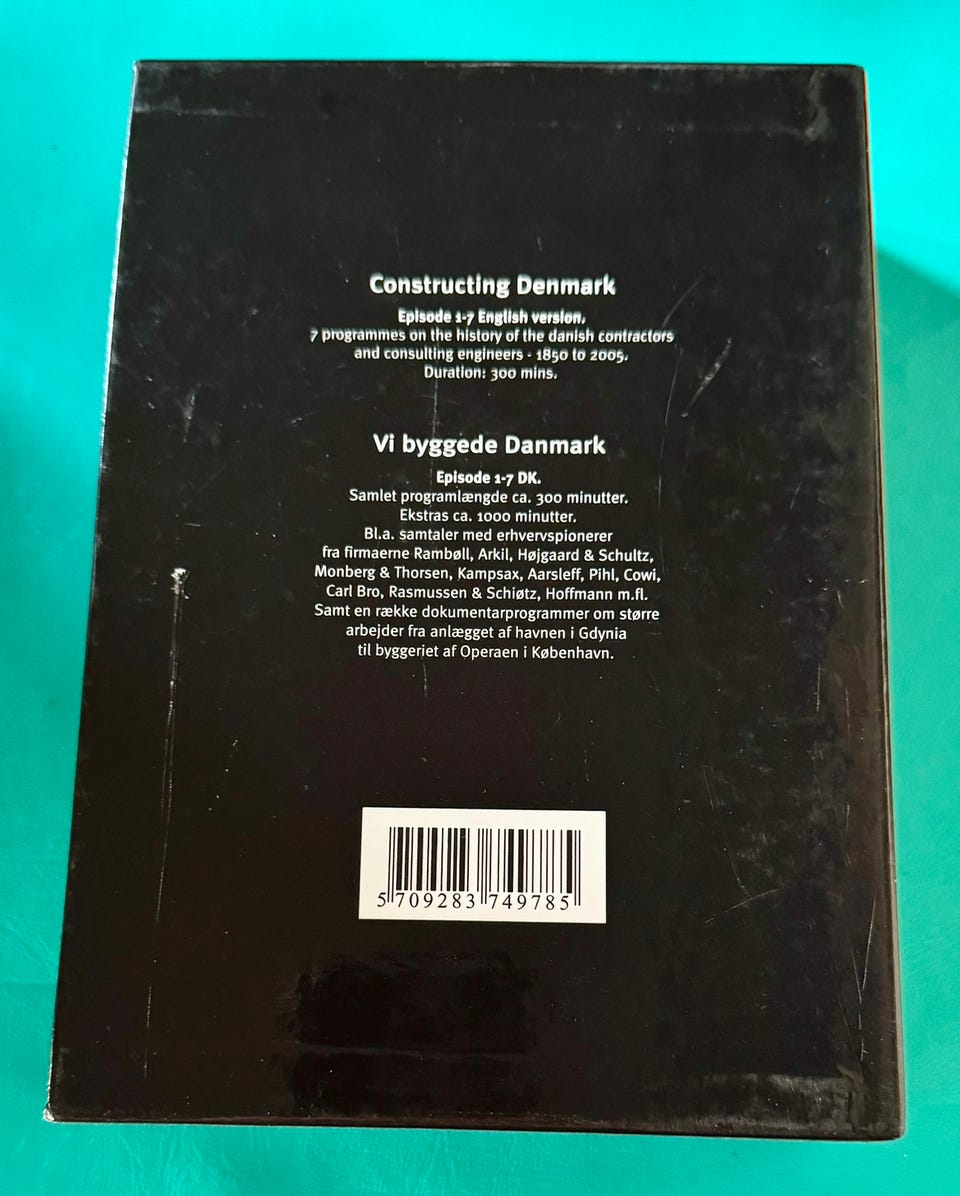 Constructing Denmark
Episode 1-7 English version.
7 programmes on the history of the danish contractors
and consulting engineers - 1850 to 2005.
Duration: 300 mins.
Vi byggede Danmark
Episode 1-7 DK.
Samlet programlængde ca. 300 minutter.
Ekstras ca. 1000 minutter.
Bl.a. samtaler med erhvervspionerer
fra firmaerne Rambøll, Arkil, Højgaard & Schultz,
Monberg & Thorsen, Kampsax, Aarsleff, Pihl, Cowi,
Carl Bro, Rasmussen & Schiøtz, Hoffmann m.fl.
Samt en række dokumentarprogrammer om større
arbejder fra anlægget af havnen i Gdynia
til byggeriet af Operaen i København.
5 709283 749785